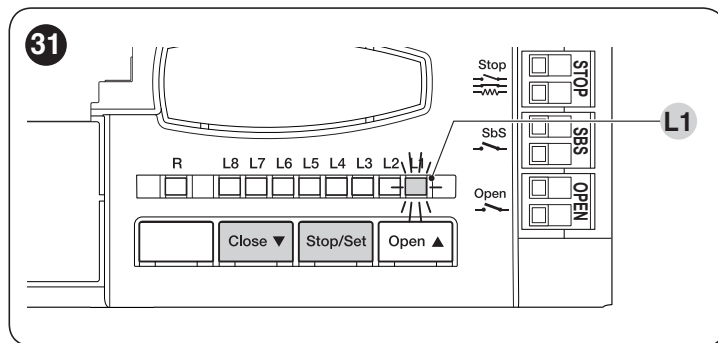 31
Stop
STOP
L1
SbS
SBS
R L8 L7 L6 L5 L4 L3 L2 L1
Open
OPEN
Close ▼ Stop/Set Open ▲